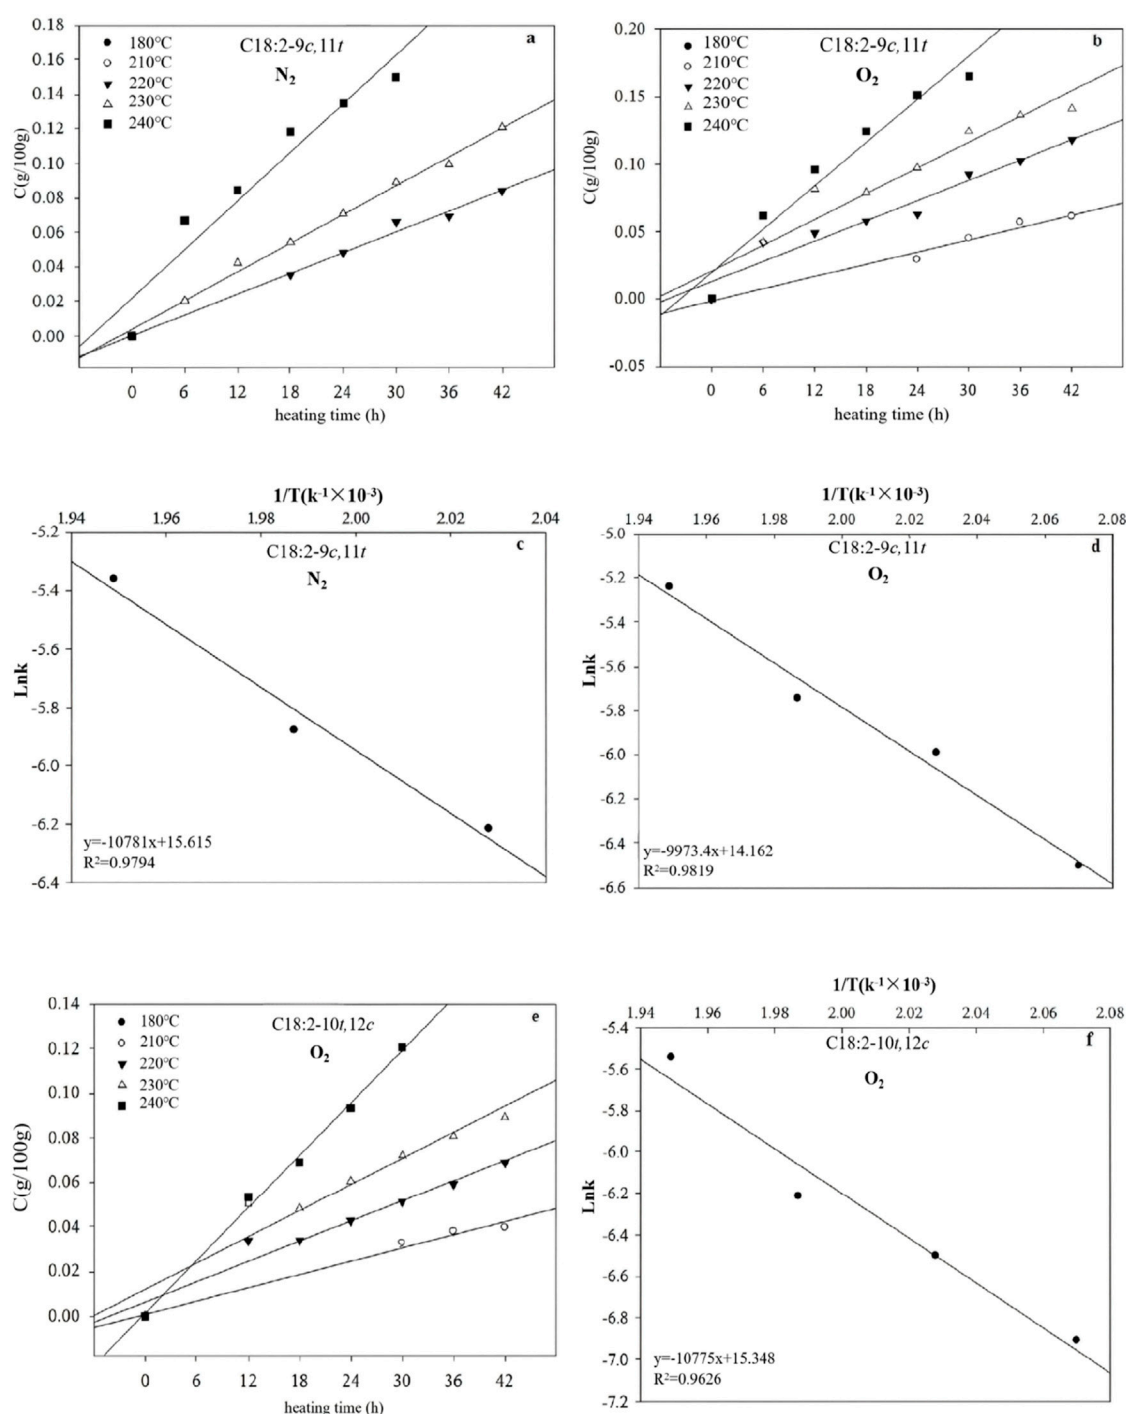 a
C18:2-9c,11t
N2
180°C
210°C
220°C
230°C
240°C
C(g/100g)
0.18
0.16
0.14
0.12
0.10
0.08
0.06
0.04
0.02
0.00
0 6 12 18 24 30 36 42
heating time (h)
b
C18:2-9c,11t
O2
180°C
210°C
220°C
230°C
240°C
C(g/100g)
0.20
0.15
0.10
0.05
0.00
-0.05
0 6 12 18 24 30 36 42
heating time (h)
1/T(k-1×10-3)
1.94 1.96 1.98 2.00 2.02 2.04
c
C18:2-9c,11t
N2
Lnk
-5.2
-5.4
-5.6
-5.8
-6.0
-6.2
-6.4
y=-10781x+15.615
R2=0.9794
1/T(k-1×10-3)
1.94 1.96 1.98 2.00 2.02 2.04 2.06 2.08
d
C18:2-9c,11t
O2
Lnk
-5.0
-5.2
-5.4
-5.6
-5.8
-6.0
-6.2
-6.4
-6.6
y=-9973.4x+14.162
R2=0.9819
e
C18:2-10t,12c
O2
180°C
210°C
220°C
230°C
240°C
C(g/100g)
0.14
0.12
0.10
0.08
0.06
0.04
0.02
0.00
0 6 12 18 24 30 36 42
heating time (h)
1/T(k-1×10-3)
1.94 1.96 1.98 2.00 2.02 2.04 2.06 2.08
f
C18:2-10t,12c
O2
Lnk
-5.4
-5.6
-5.8
-6.0
-6.2
-6.4
-6.6
-6.8
-7.0
-7.2
y=-10775x+15.348
R2=0.9626